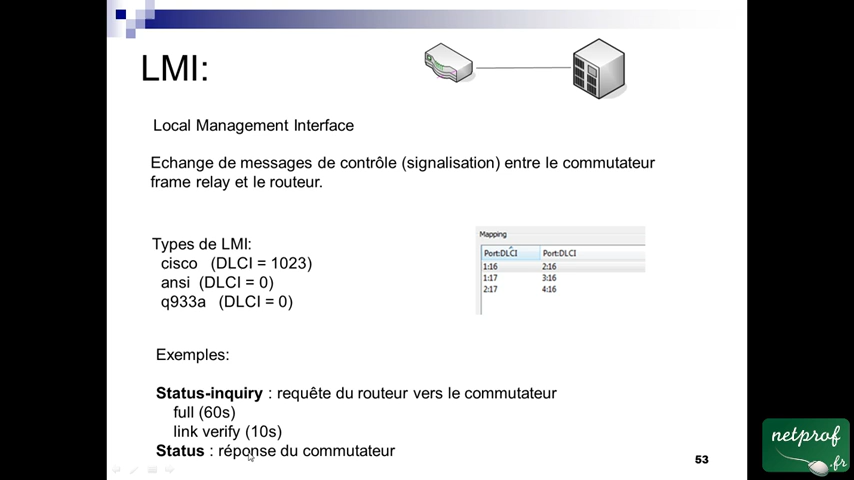 LMI:
Local Management Interface
Echange de messages de contrôle (signalisation) entre le commutateur
frame relay et le routeur.
Types de LMI:
cisco (DLCI = 1023)
ansi (DLCI = 0)
q933a (DLCI = 0)
Mapping
Port:DLCI Port:DLCI
1:16 2:16
1:17 3:16
2:17 4:16
Exemples:
Status-inquiry : requête du routeur vers le commutateur
full (60s)
link verify (10s)
Status : réponse du commutateur
53
netprof
.fr